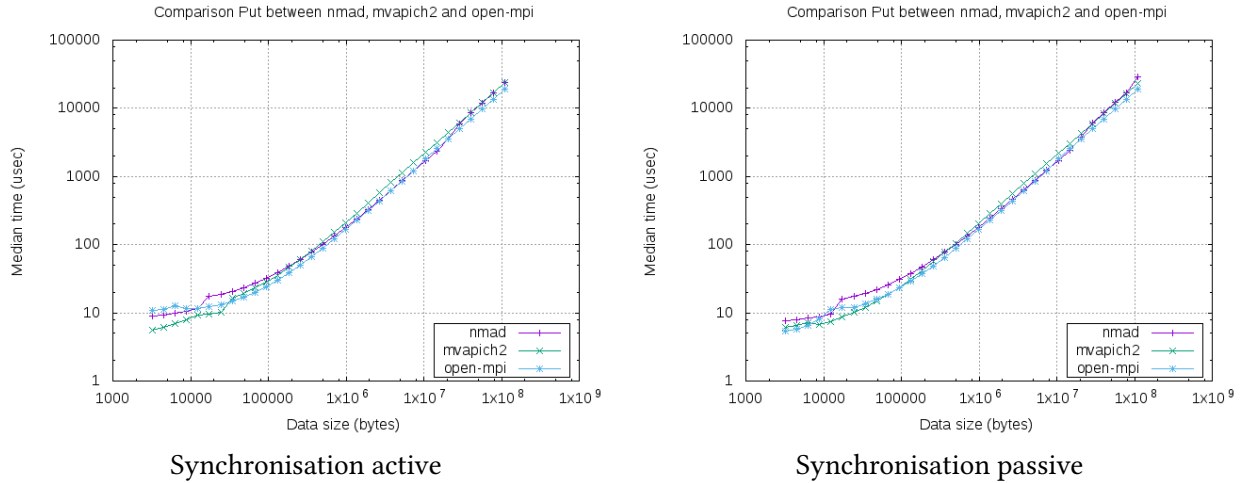 Comparison Put between nmad, mvapich2 and open-mpi
100000
10000
1000
100
10
1
Median time (usec)
nmad
mvapich2
open-mpi
1000 10000 100000 1x10^6 1x10^7 1x10^8 1x10^9
Data size (bytes)
Synchronisation active
Comparison Put between nmad, mvapich2 and open-mpi
100000
10000
1000
100
10
1
Median time (usec)
nmad
mvapich2
open-mpi
1000 10000 100000 1x10^6 1x10^7 1x10^8 1x10^9
Data size (bytes)
Synchronisation passive